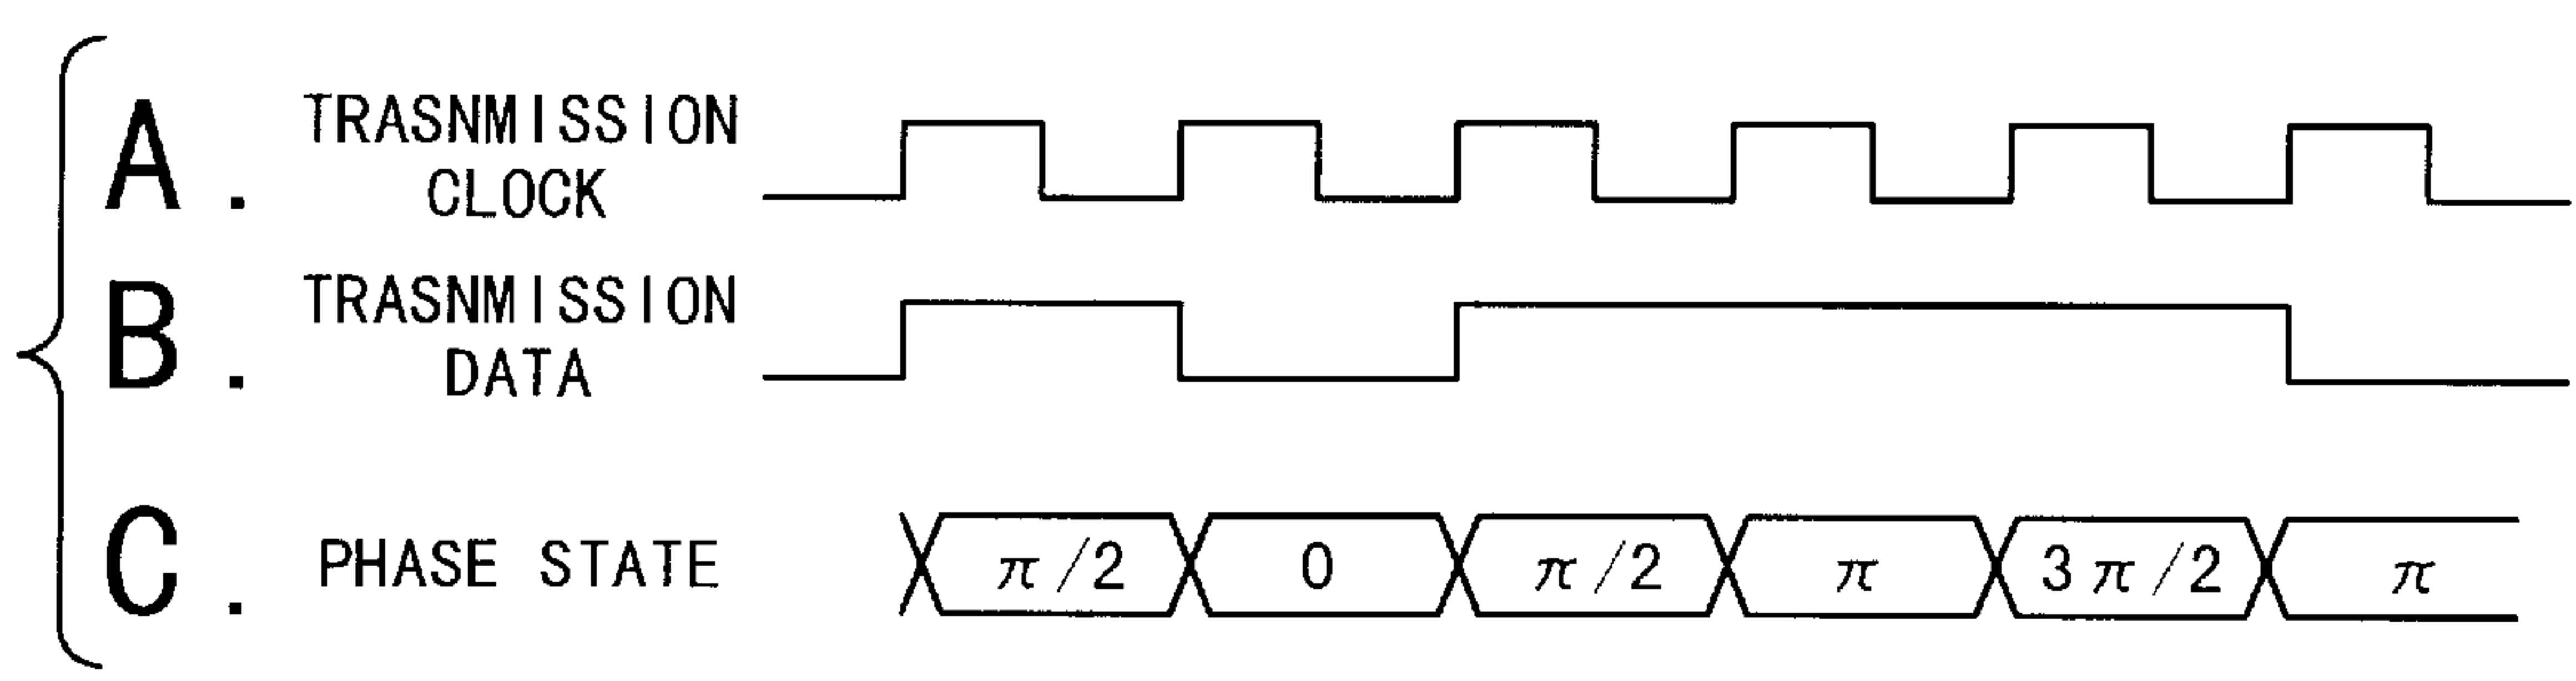 A. TRASNMISSION
CLOCK
B. TRASNMISSION
DATA
C. PHASE STATE π/2 0 π/2 π 3π/2 π